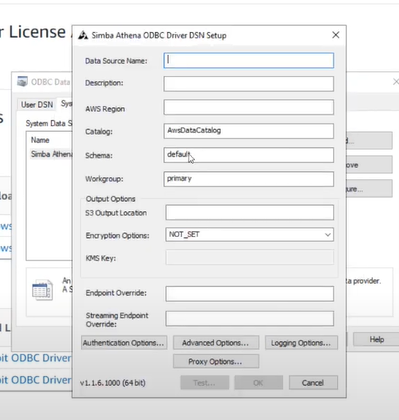 r License
Simba Athena ODBC Driver DSN Setup
Data Source Name:
Description:
AWS Region
Catalog: AwsDataCatalog
Schema: default
Workgroup: primary
Output Options
S3 Output Location
Encryption Options: NOT_SET
KMS Key:
Endpoint Override:
Streaming Endpoint
Override:
Authentication Options...
Advanced Options...
Logging Options...
Proxy Options...
v1.1.6.1000 (64 bit)
Test...
OK
Cancel
ODBC Data
User DSN
System Data S
Name
Simba Athena
ove
ure...
An
A S
a provider.
Help
bit ODBC Driver
bit ODBC Driver